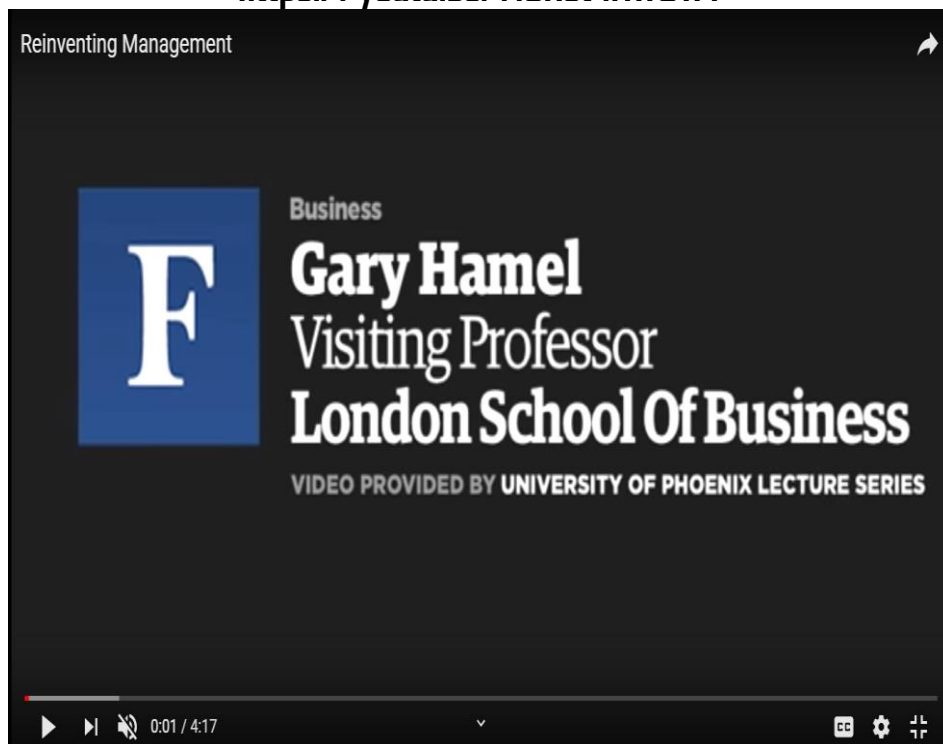 Reinventing Management
F
Business
Gary Hamel
Visiting Professor
London School Of Business
VIDEO PROVIDED BY UNIVERSITY OF PHOENIX LECTURE SERIES
0:01 / 4:17
CC